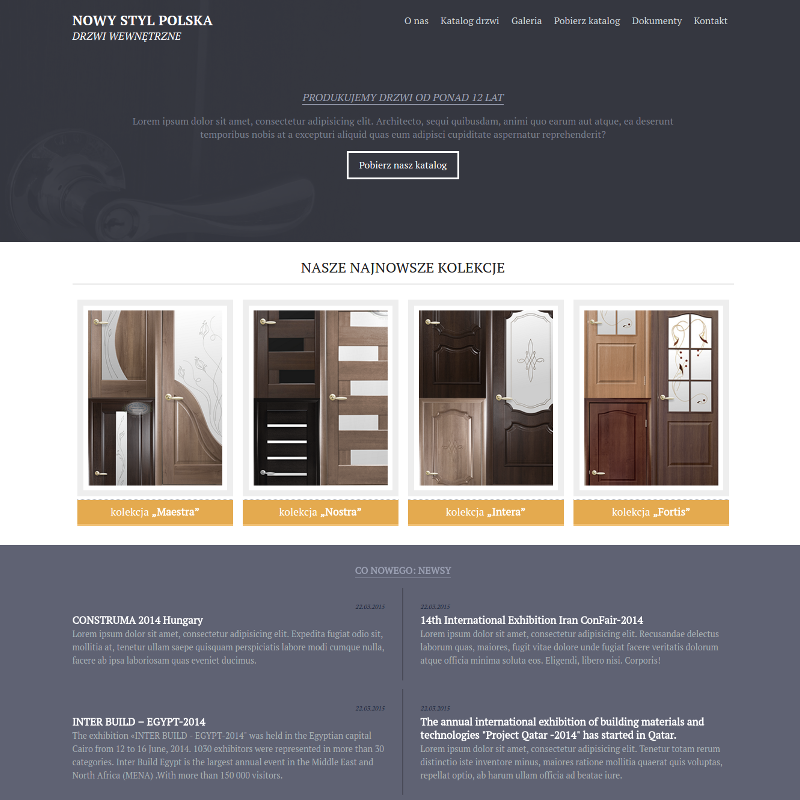 NOWY STYL POLSKA
DRZWI WEWNĘTRZNE
O nas Katalog drzwi Galeria Pobierz katalog Dokumenty Kontakt
PRODUKUJEMY DRZWI OD PONAD 12 LAT
Lorem ipsum dolor sit amet, consectetur adipisicing elit. Architecto, sequi quibusdam, animi quo earum aut atque, ea deserunt
temporibus nobis at a excepturi aliquid quas eum adipisci cupiditate aspernatur reprehenderit?
Pobierz nasz katalog
NASZE NAJNOWSZE KOLEKCJE
kolekcja „Maestra”
kolekcja „Nostra”
kolekcja „Intera”
kolekcja „Fortis”
CO NOWEGO: NEWSY
22.03.2015
CONSTRUMA 2014 Hungary
Lorem ipsum dolor sit amet, consectetur adipisicing elit. Expedita fugiat odio sit,
mollitia at, tenetur ullam saepe quisquam perspiciatis labore modi cumque nulla,
facere ab ipsa laboriosam quas eveniet ducimus.
22.03.2015
14th International Exhibition Iran ConFair-2014
Lorem ipsum dolor sit amet, consectetur adipisicing elit. Recusandae delectus
laborum quas, maiores, fugit vitae dolore unde fugiat facere veritatis dolorum
atque officia minima soluta eos. Eligendi, libero nisi. Corporis!
22.03.2015
INTER BUILD – EGYPT-2014
The exhibition «INTER BUILD - EGYPT-2014" was held in the Egyptian capital
Cairo from 12 to 16 June, 2014. 1030 exhibitors were represented in more than 30
categories. Inter Build Egypt is the largest annual event in the Middle East and
North Africa (MENA) .With more than 150 000 visitors.
22.03.2015
The annual international exhibition of building materials and
technologies "Project Qatar -2014" has started in Qatar.
Lorem ipsum dolor sit amet, consectetur adipisicing elit. Tenetur totam rerum
distinctio iste inventore minus, maiores ratione mollitia quaerat quis voluptas,
repellat optio, ab harum ullam officia ad beatae iure.